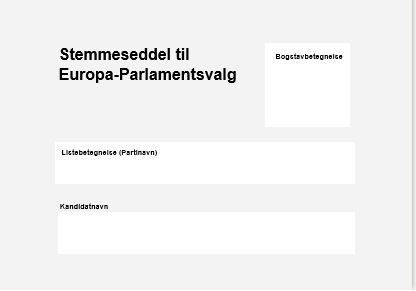 Stemmeseddel til
Europa-Parlamentsvalg
Bogstavbetegnelse
Listebetegnelse (Partinavn)
Kandidatnavn